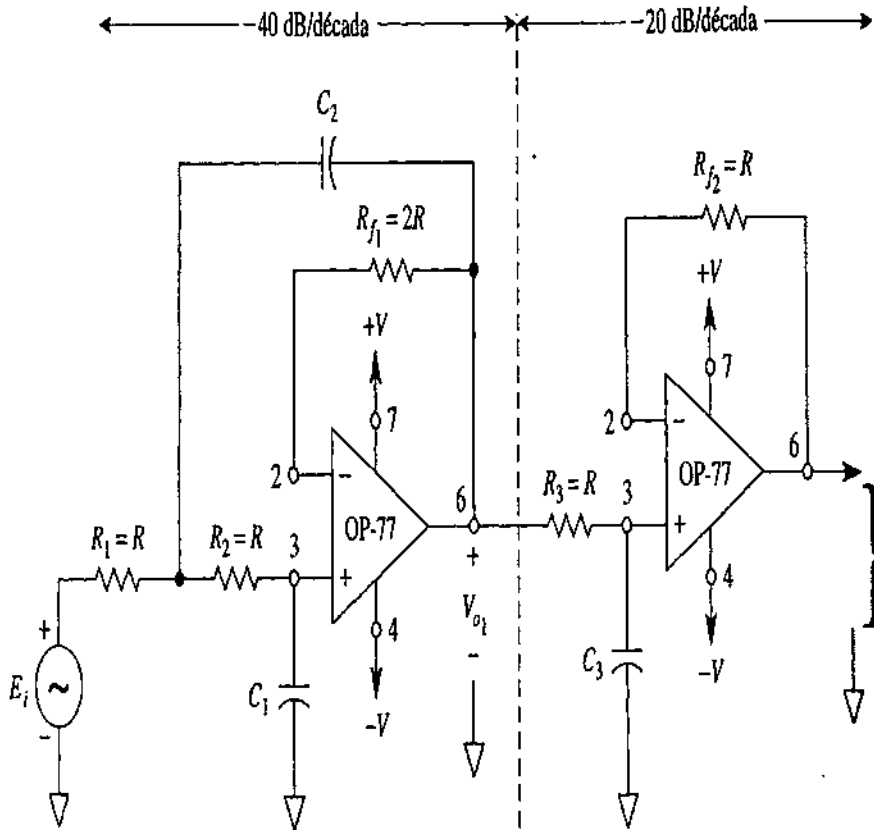 −40 dB/década
−20 dB/década
C2
Rf1 = 2R
Rf2 = R
+V
+V
7
7
2
−
2
−
6
6
OP-77
OP-77
R1 = R
R2 = R
3
+
R3 = R
3
+
4
4
+
Vo1
−
−V
−V
+
Ei
−
~
C1
C3